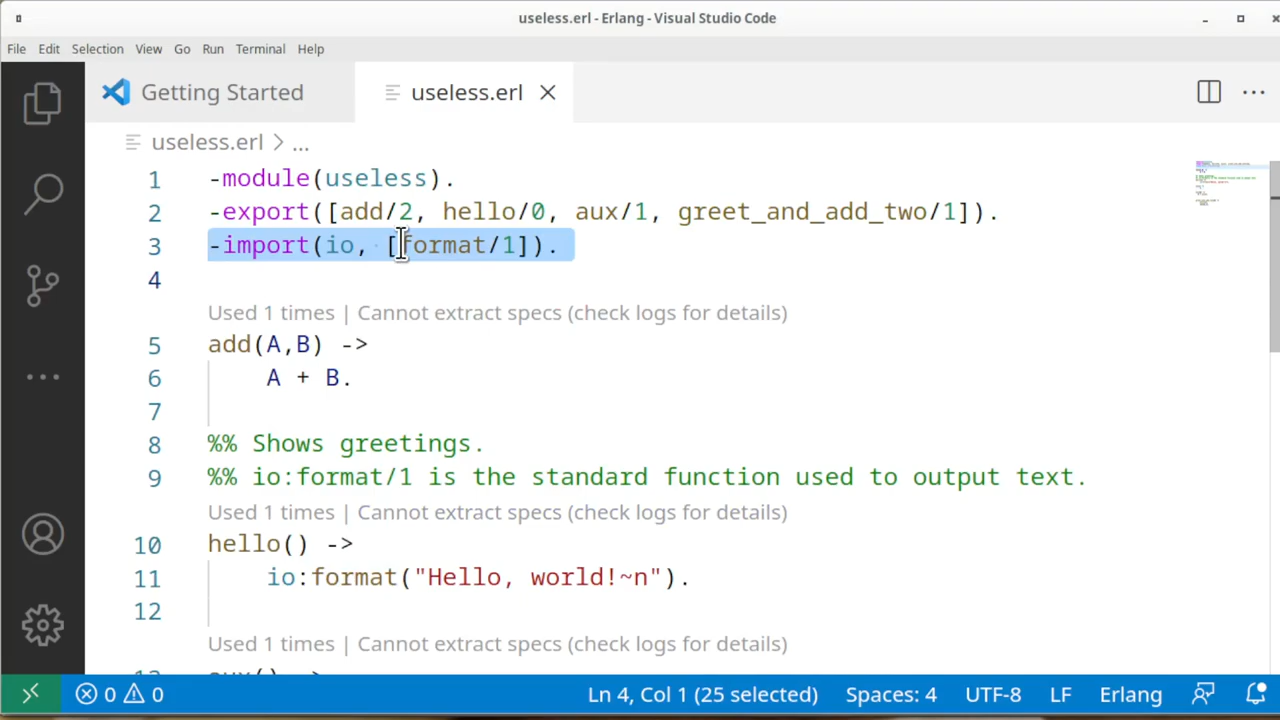 useless.erl - Erlang - Visual Studio Code
File Edit Selection View Go Run Terminal Help
Getting Started useless.erl
useless.erl > ...
1 -module(useless).
2 -export([add/2, hello/0, aux/1, greet_and_add_two/1]).
3 -import(io, [format/1]).
4
Used 1 times | Cannot extract specs (check logs for details)
5 add(A,B) ->
6 A + B.
7
8 %% Shows greetings.
9 %% io:format/1 is the standard function used to output text.
Used 1 times | Cannot extract specs (check logs for details)
10 hello() ->
11 io:format("Hello, world!~n").
12
Used 1 times | Cannot extract specs (check logs for details)
0 0 Ln 4, Col 1 (25 selected) Spaces: 4 UTF-8 LF Erlang